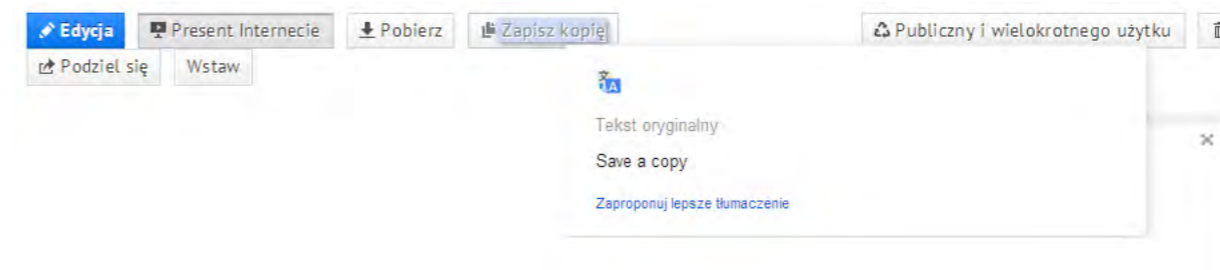 Edycja Present Internecie Pobierz Zapisz kopię Publiczny i wielokrotnego użytku
Podziel się Wstaw
Tekst oryginalny
Save a copy
Zaproponuj lepsze tłumaczenie